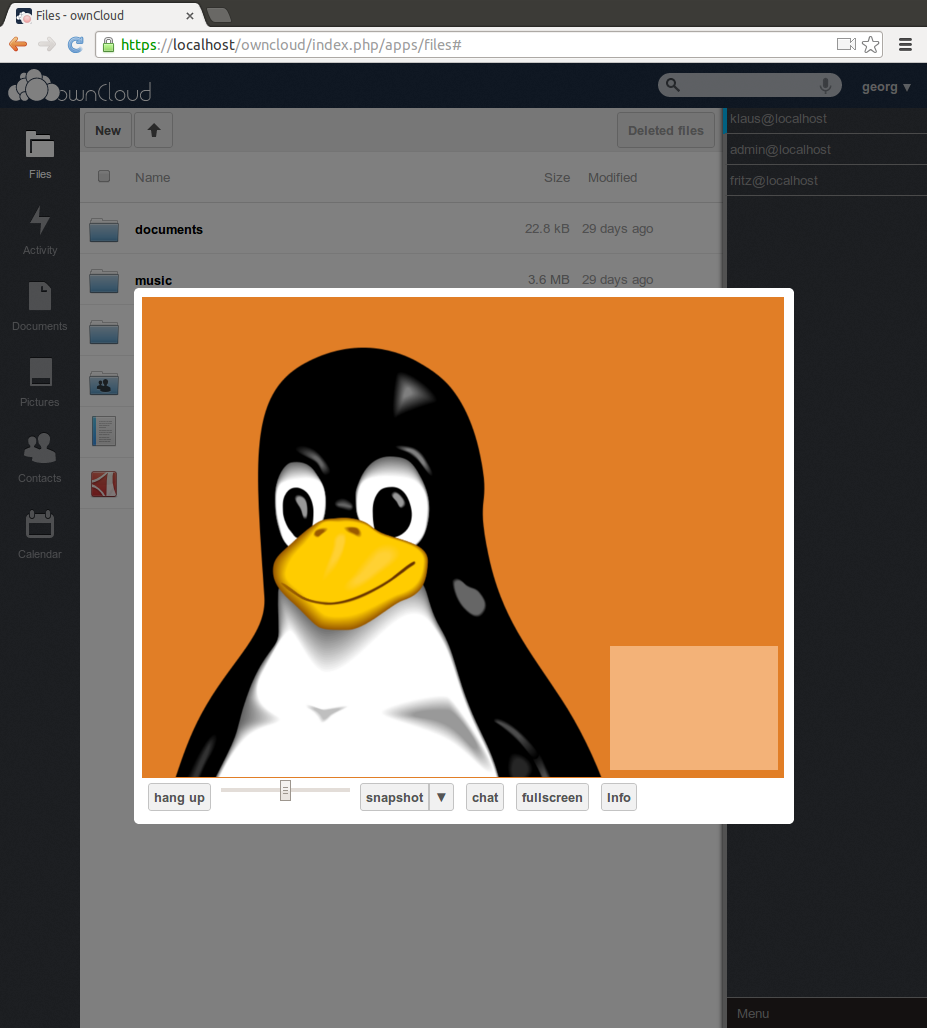 Files - ownCloud
https://localhost/owncloud/index.php/apps/files#
ownCloud
georg ▼
New
Deleted files
klaus@localhost
admin@localhost
fritz@localhost
Files
Name Size Modified
Activity
documents 22.8 kB 29 days ago
music 3.6 MB 29 days ago
Documents
Pictures
Contacts
Calendar
hang up snapshot ▼ chat fullscreen Info
Menu